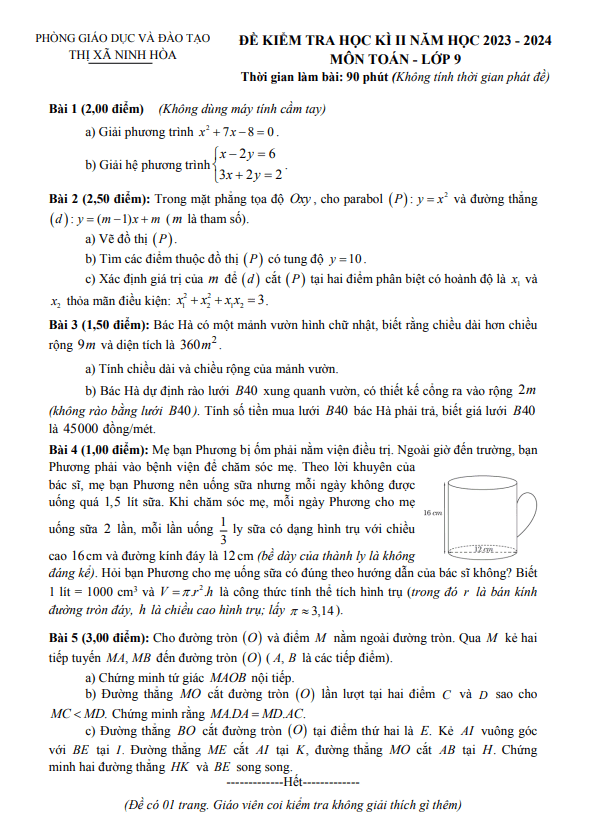 PHÒNG GIÁO DỤC VÀ ĐÀO TẠO
THỊ XÃ NINH HÒA
ĐỀ KIỂM TRA HỌC KÌ II NĂM HỌC 2023 - 2024
MÔN TOÁN - LỚP 9
Thời gian làm bài: 90 phút (Không tính thời gian phát đề)
Bài 1 (2,00 điểm) (Không dùng máy tính cầm tay)
a) Giải phương trình x² + 7x − 8 = 0.
b) Giải hệ phương trình {x − 2y = 6
3x + 2y = 2.
Bài 2 (2,50 điểm): Trong mặt phẳng tọa độ Oxy, cho parabol (P): y = x² và đường thẳng
(d): y = (m−1)x + m (m là tham số).
a) Vẽ đồ thị (P).
b) Tìm các điểm thuộc đồ thị (P) có tung độ y = 10.
c) Xác định giá trị của m để (d) cắt (P) tại hai điểm phân biệt có hoành độ là x₁ và
x₂ thỏa mãn điều kiện: x₁² + x₂² + x₁x₂ = 3.
Bài 3 (1,50 điểm): Bác Hà có một mảnh vườn hình chữ nhật, biết rằng chiều dài hơn chiều
rộng 9m và diện tích là 360m².
a) Tính chiều dài và chiều rộng của mảnh vườn.
b) Bác Hà dự định rào lưới B40 xung quanh vườn, có thiết kế cổng ra vào rộng 2m
(không rào bằng lưới B40). Tính số tiền mua lưới B40 bác Hà phải trả, biết giá lưới B40
là 45000 đồng/mét.
Bài 4 (1,00 điểm): Mẹ bạn Phương bị ốm phải nằm viện điều trị. Ngoài giờ đến trường, bạn
Phương phải vào bệnh viện để chăm sóc mẹ. Theo lời khuyên của
bác sĩ, mẹ bạn Phương nên uống sữa nhưng mỗi ngày không được
uống quá 1,5 lít sữa. Khi chăm sóc mẹ, mỗi ngày Phương cho mẹ
uống sữa 2 lần, mỗi lần uống 1/3 ly sữa có dạng hình trụ với chiều
cao 16cm và đường kính đáy là 12cm (bề dày của thành ly là không
đáng kể). Hỏi bạn Phương cho mẹ uống sữa có đúng theo hướng dẫn của bác sĩ không? Biết
1 lít = 1000 cm³ và V = πr².h là công thức tính thể tích hình trụ (trong đó r là bán kính
đường tròn đáy, h là chiều cao hình trụ; lấy π ≈ 3,14).
16 cm
12 cm
Bài 5 (3,00 điểm): Cho đường tròn (O) và điểm M nằm ngoài đường tròn. Qua M kẻ hai
tiếp tuyến MA, MB đến đường tròn (O) (A, B là các tiếp điểm).
a) Chứng minh tứ giác MAOB nội tiếp.
b) Đường thẳng MO cắt đường tròn (O) lần lượt tại hai điểm C và D sao cho
MC < MD. Chứng minh rằng MA.DA = MD.AC.
c) Đường thẳng BO cắt đường tròn (O) tại điểm thứ hai là E. Kẻ AI vuông góc
với BE tại I. Đường thẳng ME cắt AI tại K, đường thẳng MO cắt AB tại H. Chứng
minh hai đường thẳng HK và BE song song.
-------------Hết-------------
(Đề có 01 trang. Giáo viên coi kiểm tra không giải thích gì thêm)